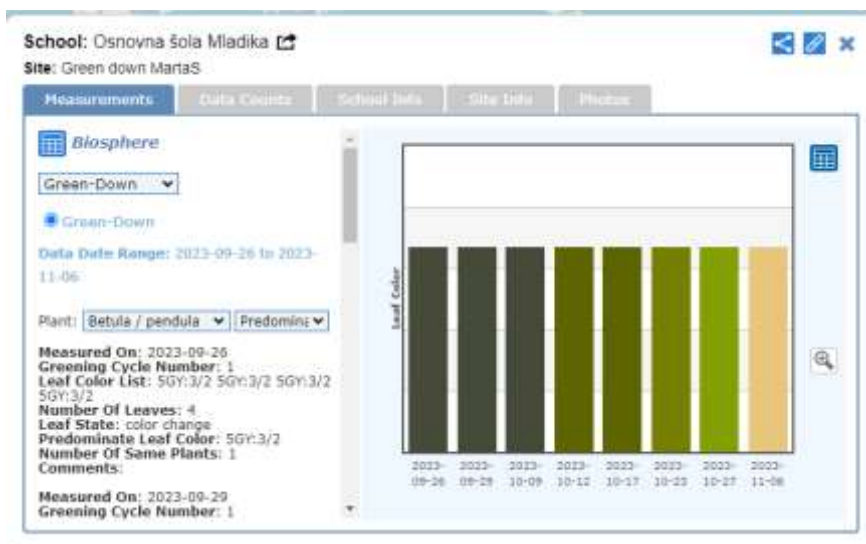 School: Osnovna šola Mladika
Site: Green down MartaS
Measurements
Data Counts
School Info
Site Info
Photos
Biosphere
Green-Down
Green-Down
Data Date Range: 2023-09-26 to 2023-
11-06
Plant: Betula / pendula Predomina
Measured On: 2023-09-26
Greening Cycle Number: 1
Leaf Color List: 5GY:3/2 5GY:3/2 5GY:3/2
5GY:3/2
Number Of Leaves: 4
Leaf State: color change
Predominate Leaf Color: 5GY:3/2
Number Of Same Plants: 1
Comments:
Measured On: 2023-09-29
Greening Cycle Number: 1
Leaf Color
2023- 2023- 2023- 2023- 2023- 2023- 2023- 2023-
09-26 09-29 10-09 10-12 10-17 10-23 10-27 11-06